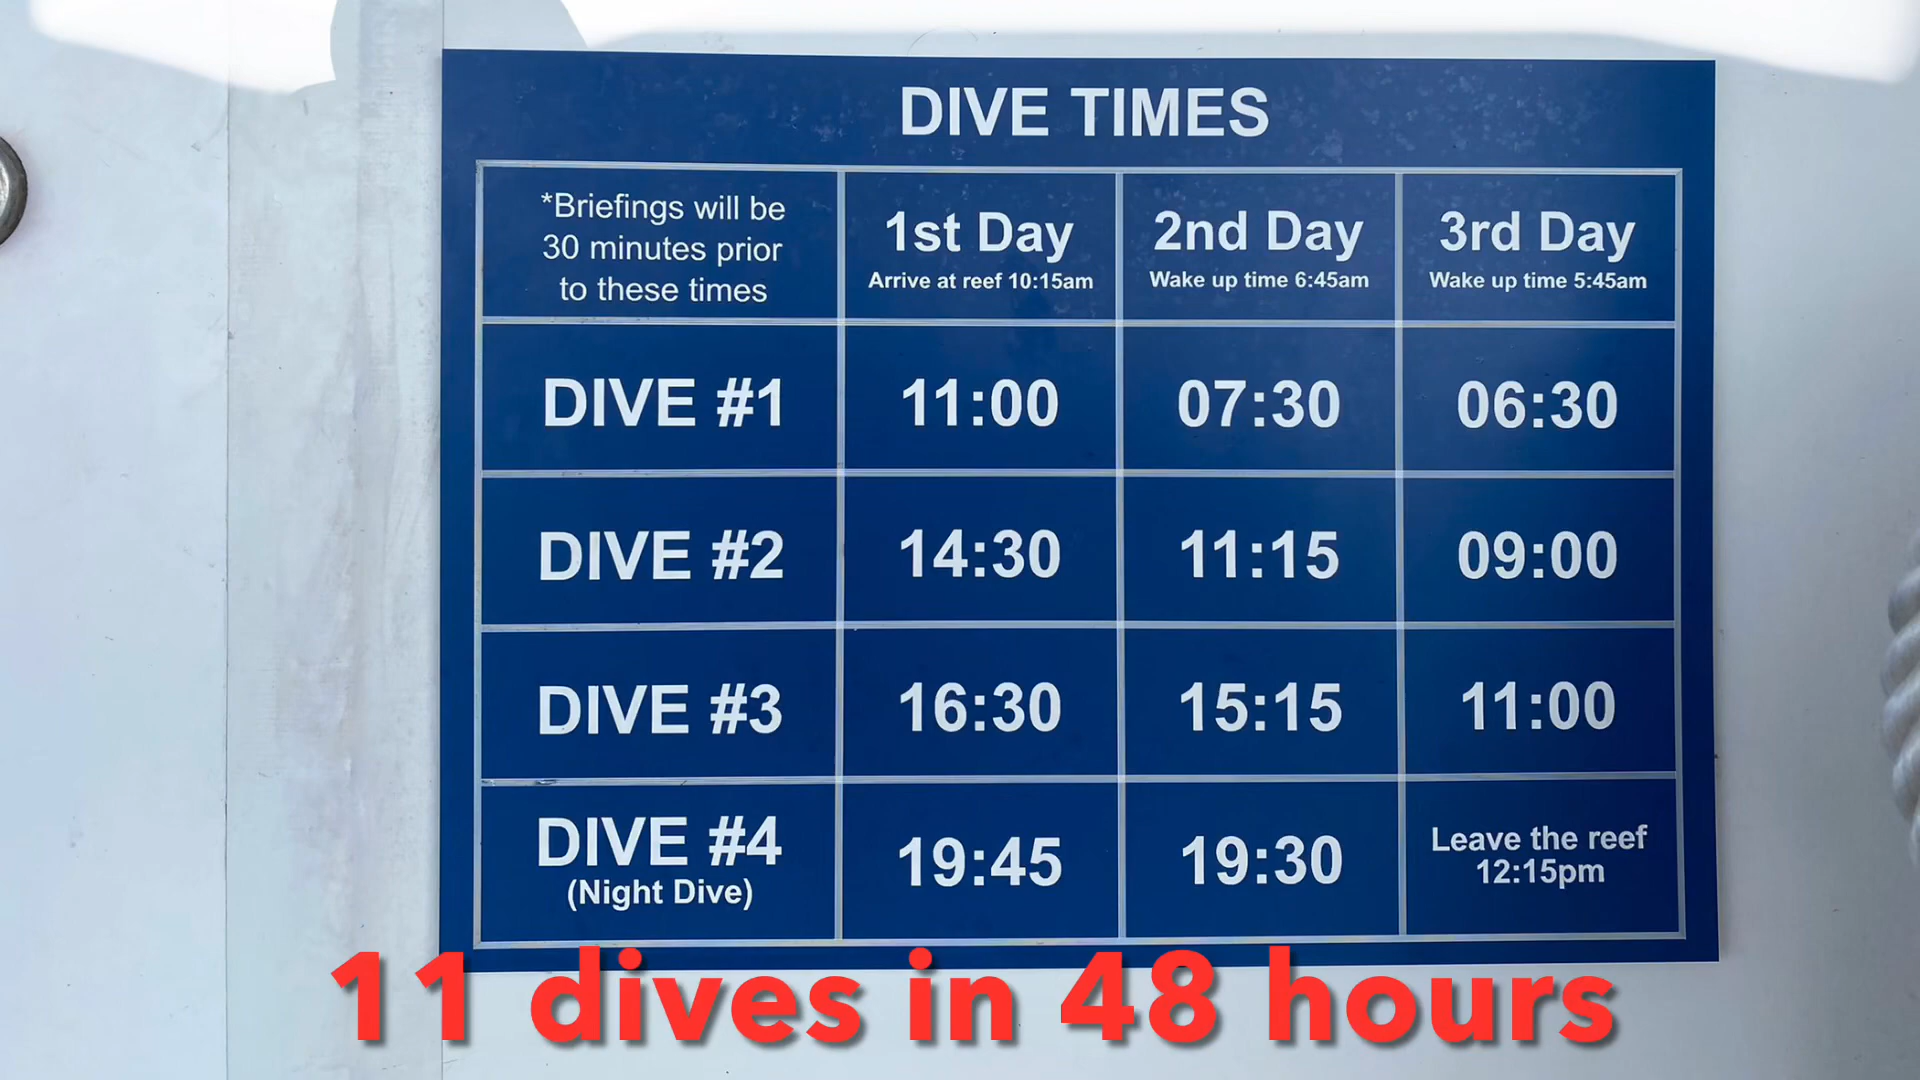 DIVE TIMES
*Briefings will be
30 minutes prior
to these times
1st Day
Arrive at reef 10:15am
2nd Day
Wake up time 6:45am
3rd Day
Wake up time 5:45am
DIVE #1
11:00
07:30
06:30
DIVE #2
14:30
11:15
09:00
DIVE #3
16:30
15:15
11:00
DIVE #4
(Night Dive)
19:45
19:30
Leave the reef
12:15pm
11 dives in 48 hours